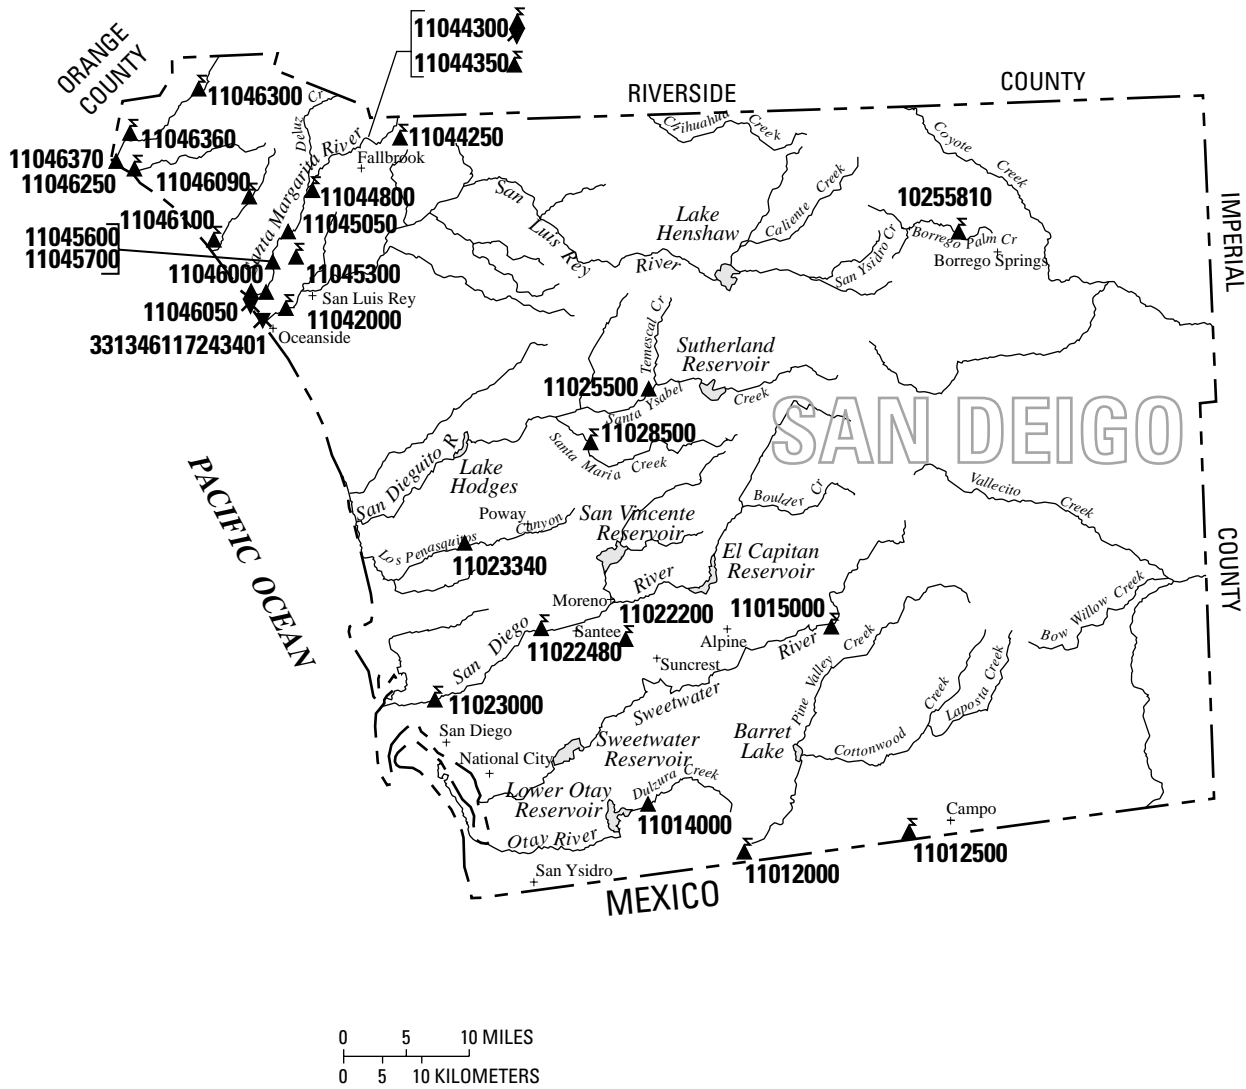 11044300
11044350
ORANGE
COUNTY
RIVERSIDE
COUNTY
11046300
Deluz Cr
Chihuahua
Creek
Coyote
Creek
11046360
11044250
Santa Margarita River
Fallbrook
11046370
11046250
11046090
11044800
San
Luis
Rey
River
Lake
Henshaw
Caliente Creek
10255810
IMPERIAL
11046100
11045050
11045600
11045700
Borrego Palm Cr
Borrego Springs
San Ysidro Cr
11046000
11045300
San Luis Rey
11046050
11042000
331346117243401
Oceanside
Temescal Cr
Sutherland
Reservoir
11025500
Santa Ysabel
Creek
SAN DEIGO
11028500
Santa Maria Creek
San Dieguito R
Lake
Hodges
PACIFIC OCEAN
Vallecito
Creek
Boulder Cr
Poway
San Vincente
Reservoir
Los Penasquitos Canyon
El Capitan
Reservoir
COUNTY
11023340
River
Moreno
11022200
11015000
Bow Willow Creek
San Diego
Santee
11022480
Alpine
River
Suncrest
Pine Valley Creek
Sweetwater
Creek
Laposta Creek
11023000
San Diego
National City
Sweetwater
Reservoir
Barret
Lake
Cottonwood
Lower Otay
Reservoir
Dulzura Creek
11014000
Campo
Otay River
11012500
San Ysidro
11012000
MEXICO
0 5 10 MILES
0 5 10 KILOMETERS